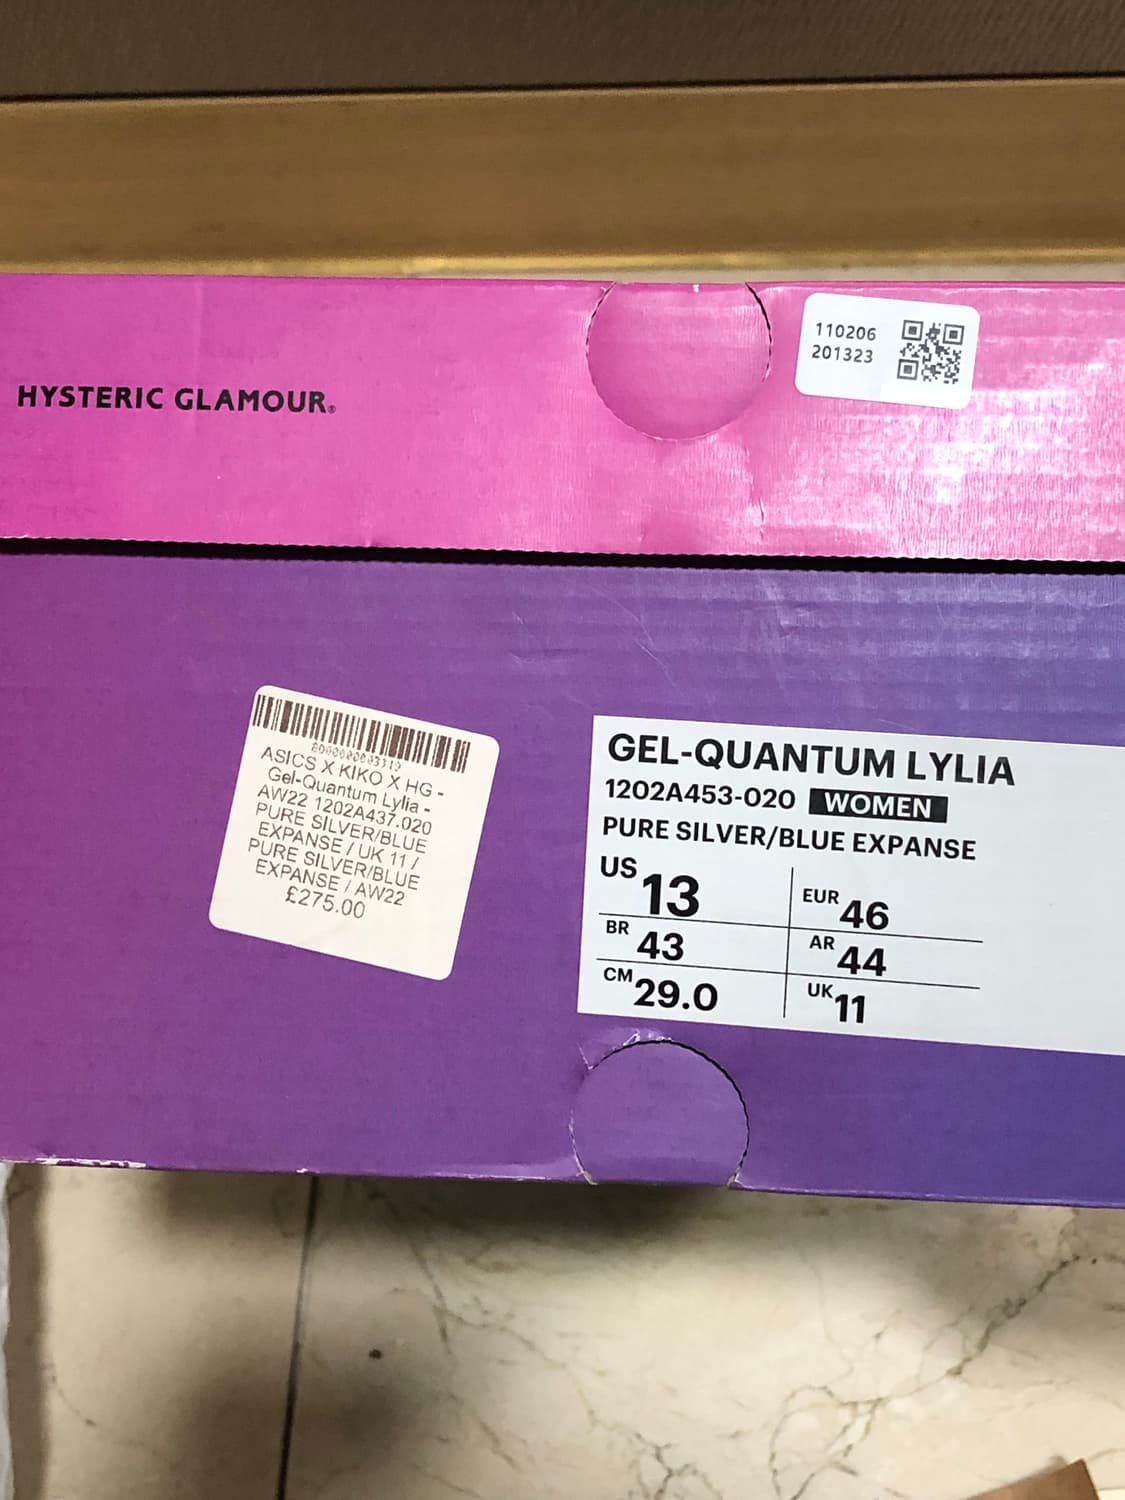 110206
201323
HYSTERIC GLAMOUR®
ASICS X KIKO X HG -
Gel-Quantum Lylia -
AW22 1202A437.020
PURE SILVER/BLUE
EXPANSE / UK 11 /
PURE SILVER/BLUE
EXPANSE / AW22
£275.00
GEL-QUANTUM LYLIA
1202A453-020 WOMEN
PURE SILVER/BLUE EXPANSE
US 13
EUR 46
BR 43
AR 44
CM 29.0
UK 11